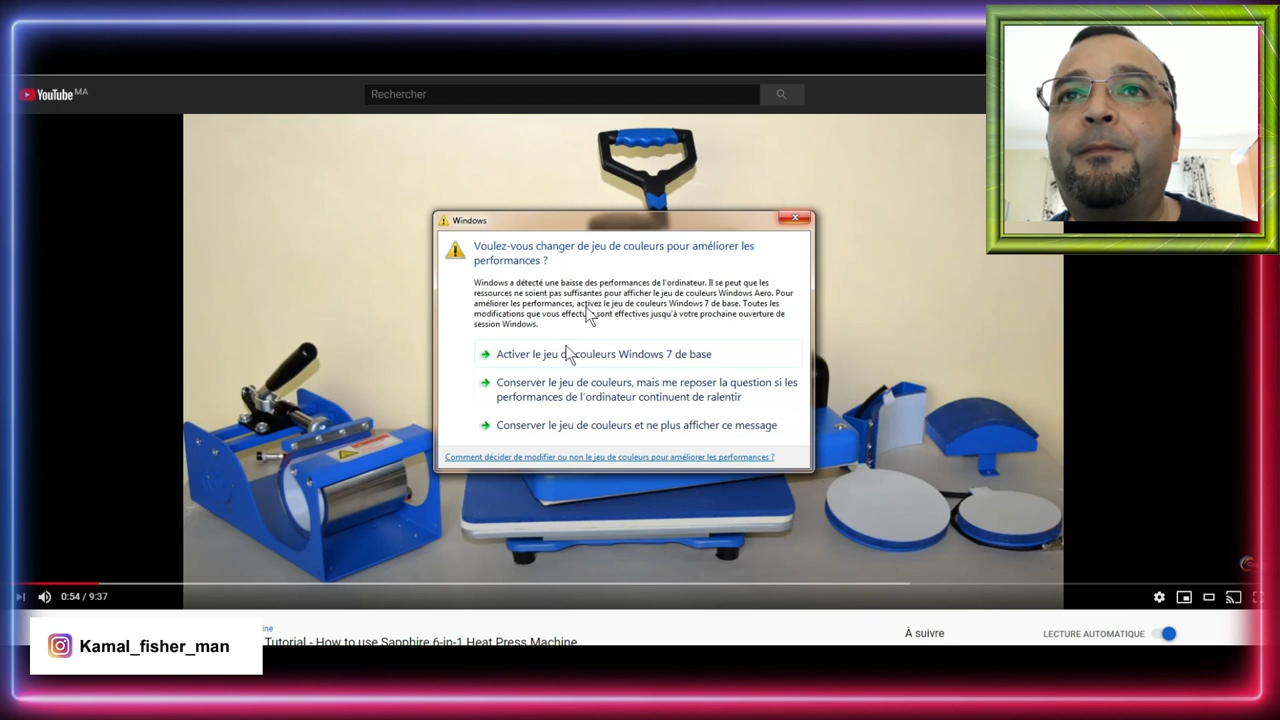 YouTube MA
Rechercher
Windows
Voulez-vous changer de jeu de couleurs pour améliorer les
performances ?
Windows a détecté une baisse des performances de l'ordinateur. Il se peut que les
ressources ne soient pas suffisantes pour afficher le jeu de couleurs Windows Aero. Pour
améliorer les performances, activez le jeu de couleurs Windows 7 de base. Toutes les
modifications que vous effectu sont effectives jusqu'à votre prochaine ouverture de
session Windows.
Activer le jeu de couleurs Windows 7 de base
Conserver le jeu de couleurs, mais me reposer la question si les
performances de l'ordinateur continuent de ralentir
Conserver le jeu de couleurs et ne plus afficher ce message
Comment décider de modifier ou non le jeu de couleurs pour améliorer les performances ?
0:54 / 9:37
ine
Tutorial - How to use Sapphire 6-in-1 Heat Press Machine
À suivre
LECTURE AUTOMATIQUE
Kamal_fisher_man